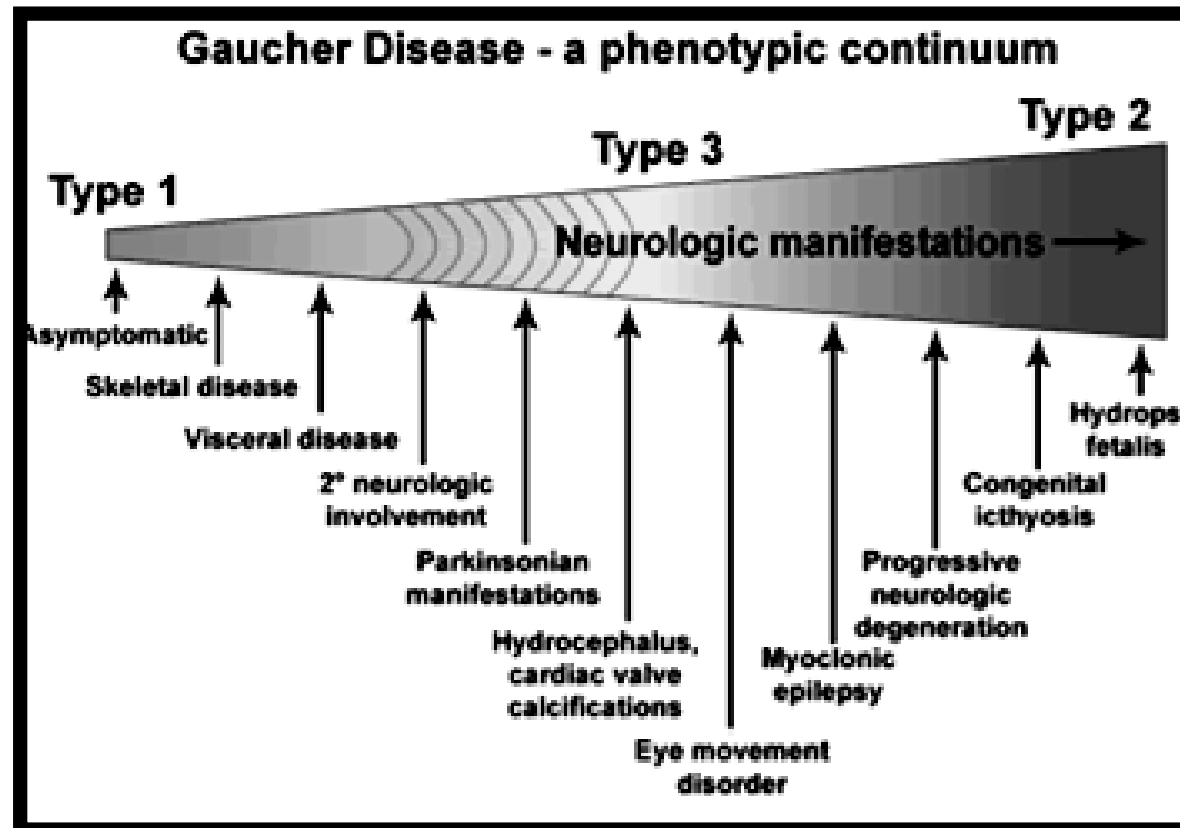 Gaucher Disease - a phenotypic continuum
Type 1
Type 3
Type 2
Neurologic manifestations
Asymptomatic
Skeletal disease
Visceral disease
2° neurologic
involvement
Parkinsonian
manifestations
Hydrocephalus,
cardiac valve
calcifications
Eye movement
disorder
Myoclonic
epilepsy
Progressive
neurologic
degeneration
Congenital
icthyosis
Hydrops
fetalis